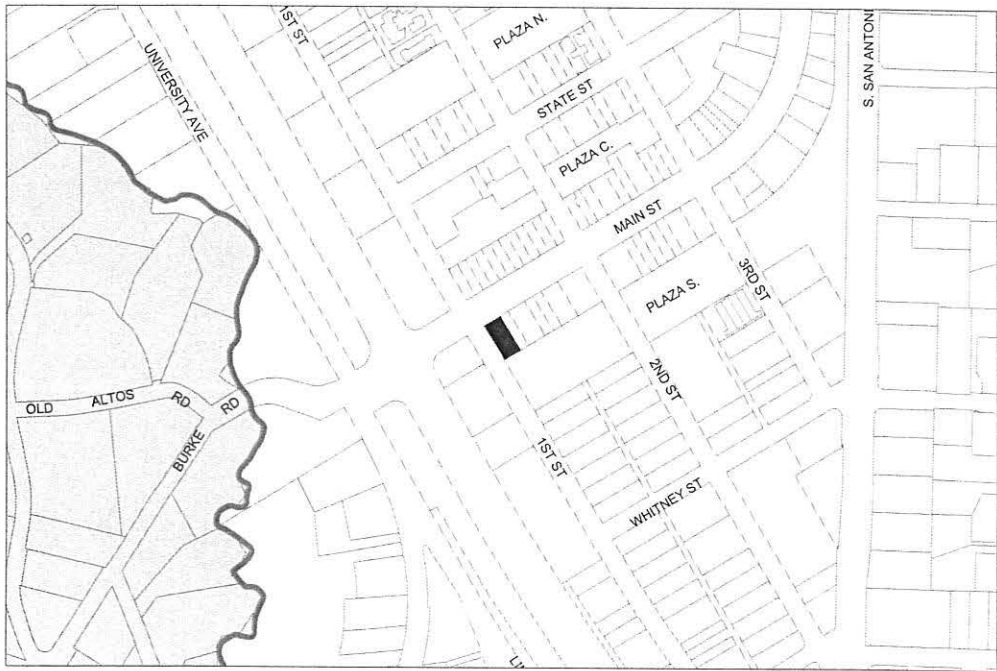 1ST ST
PLAZA N.
S. SAN ANTONI
UNIVERSITY AVE
STATE ST
PLAZA C.
MAIN ST
3RD ST
PLAZA S.
2ND ST
OLD ALTOS RD RD
BURKE
1ST ST
WHITNEY ST
LI